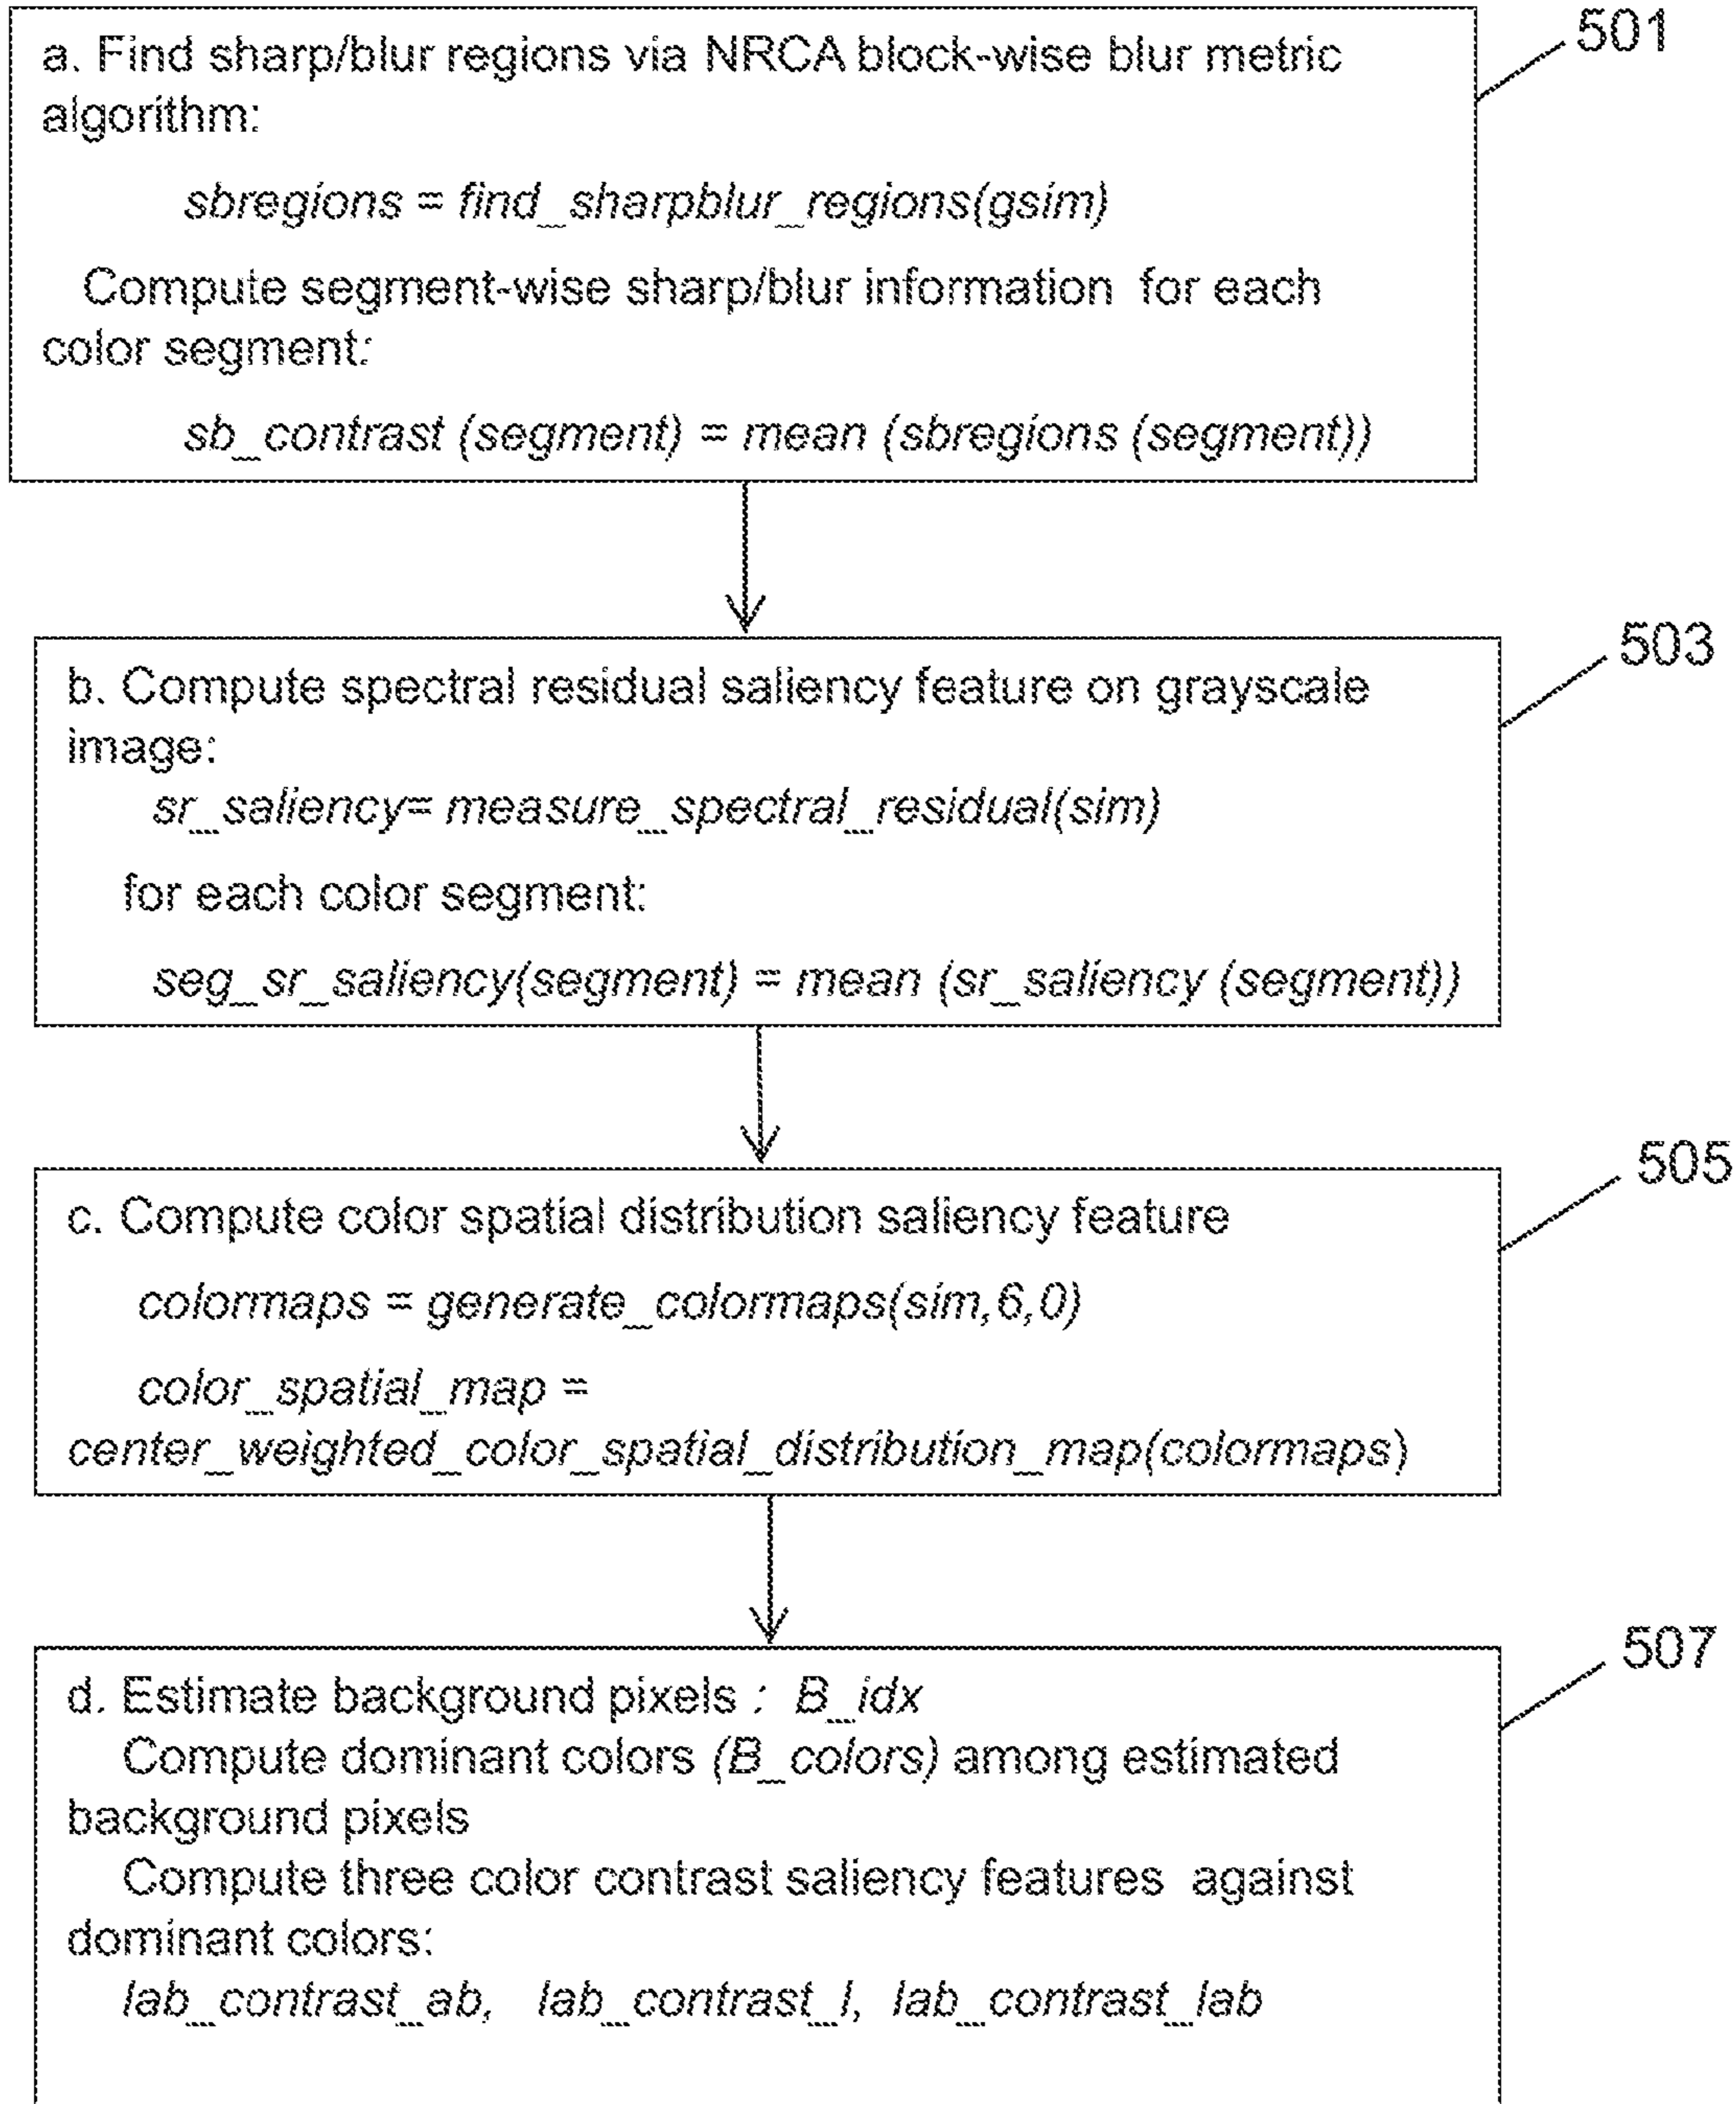 a. Find sharp/blur regions via NRCA block-wise blur metric
algorithm:
sbregions = find_sharpblur_regions(gsim)
Compute segment-wise sharp/blur information for each
color segment:
sb_contrast (segment) = mean (sbregions (segment))
501
b. Compute spectral residual saliency feature on grayscale
image:
sr_saliency= measure_spectral_residual(sim)
for each color segment:
seg_sr_saliency(segment) = mean (sr_saliency (segment))
503
c. Compute color spatial distribution saliency feature
colormaps = generate_colormaps(sim,6,0)
color_spatial_map =
center_weighted_color_spatial_distribution_map(colormaps)
505
d. Estimate background pixels : B_idx
Compute dominant colors (B_colors) among estimated
background pixels
Compute three color contrast saliency features against
dominant colors:
lab_contrast_ab, lab_contrast_l, lab_contrast_lab
507